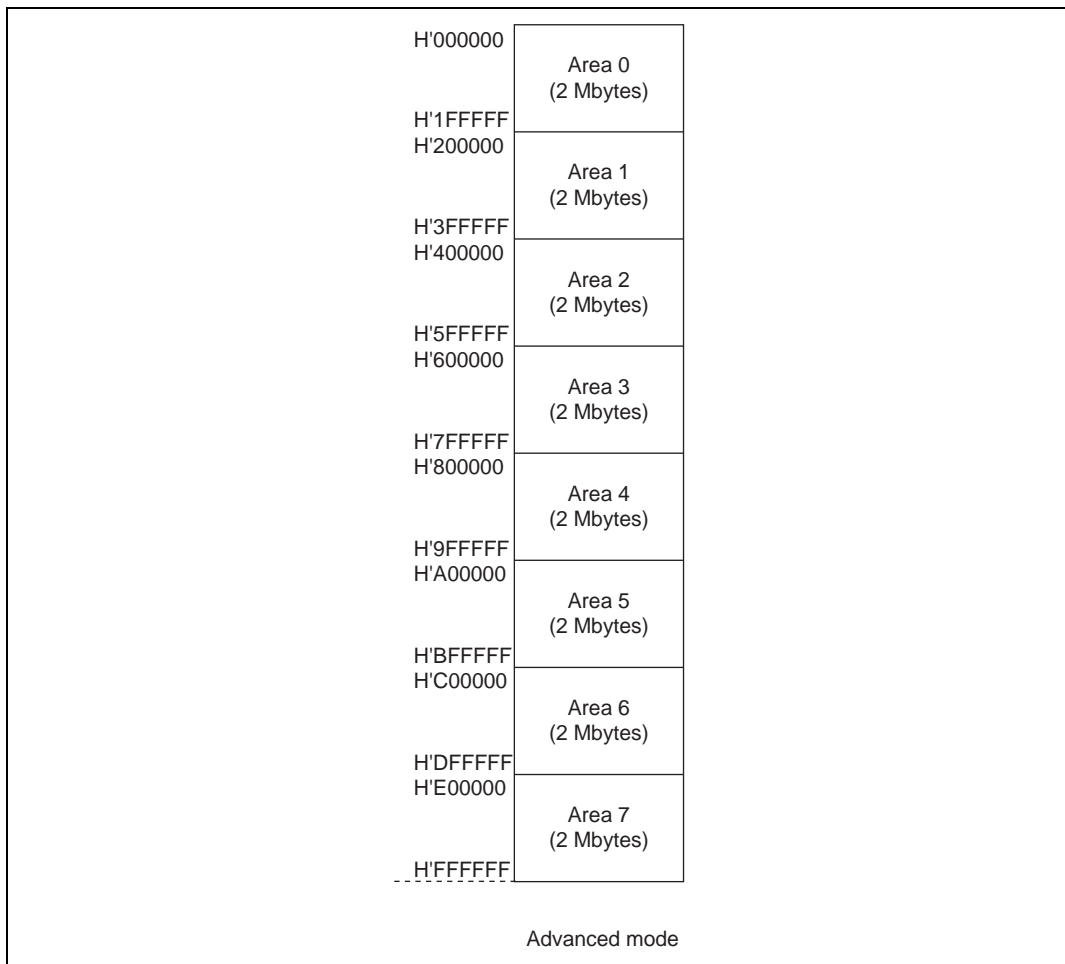 H'000000
Area 0
(2 Mbytes)
H'1FFFFF
H'200000
Area 1
(2 Mbytes)
H'3FFFFF
H'400000
Area 2
(2 Mbytes)
H'5FFFFF
H'600000
Area 3
(2 Mbytes)
H'7FFFFF
H'800000
Area 4
(2 Mbytes)
H'9FFFFF
H'A00000
Area 5
(2 Mbytes)
H'BFFFFF
H'C00000
Area 6
(2 Mbytes)
H'DFFFFF
H'E00000
Area 7
(2 Mbytes)
H'FFFFFF
Advanced mode